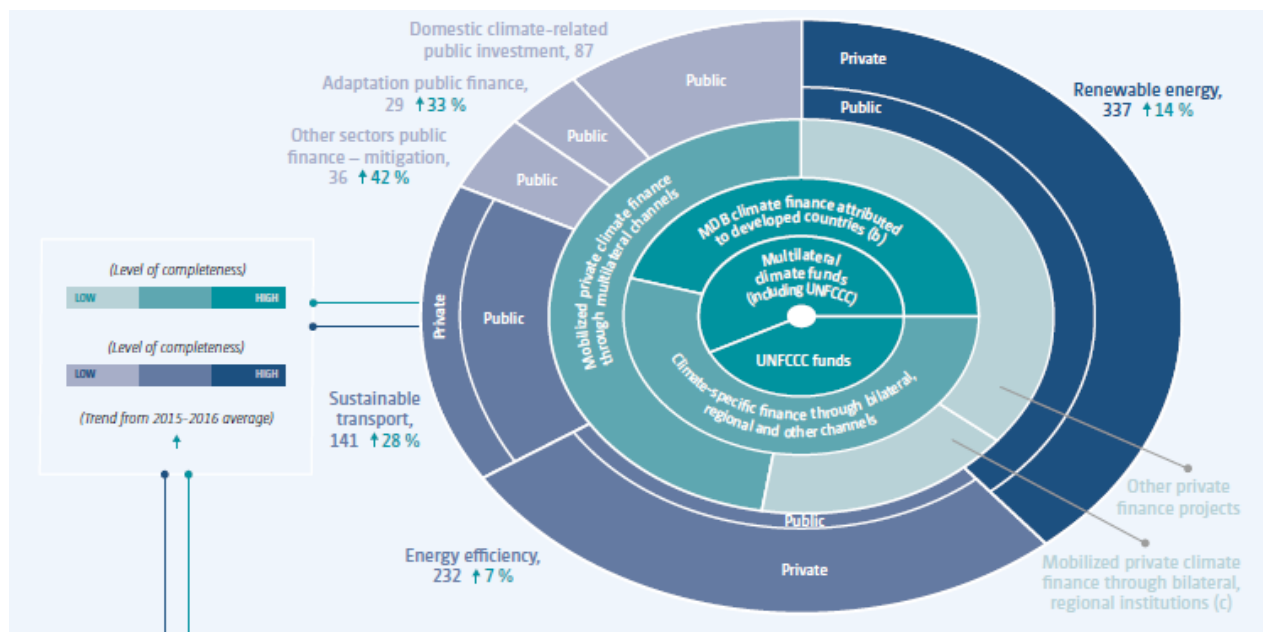 Domestic climate-related
public investment, 87
Adaptation public finance,
29 ↑33 %
Other sectors public
finance – mitigation,
36 ↑42 %
Public
Public
Public
Private
Public
Renewable energy,
337 ↑14 %
Mobilized private climate finance
through multilateral channels
MDB climate finance attributed
to developed countries (b)
Multilateral
climate funds
(including UNFCCC)
UNFCCC funds
Climate-specific finance through bilateral,
regional and other channels
(Level of completeness)
LOW HIGH
(Level of completeness)
LOW HIGH
(Trend from 2015–2016 average)
↑
Private
Public
Sustainable
transport,
141 ↑28 %
Public
Private
Energy efficiency,
232 ↑7 %
Other private
finance projects
Mobilized private climate
finance through bilateral,
regional institutions (c)